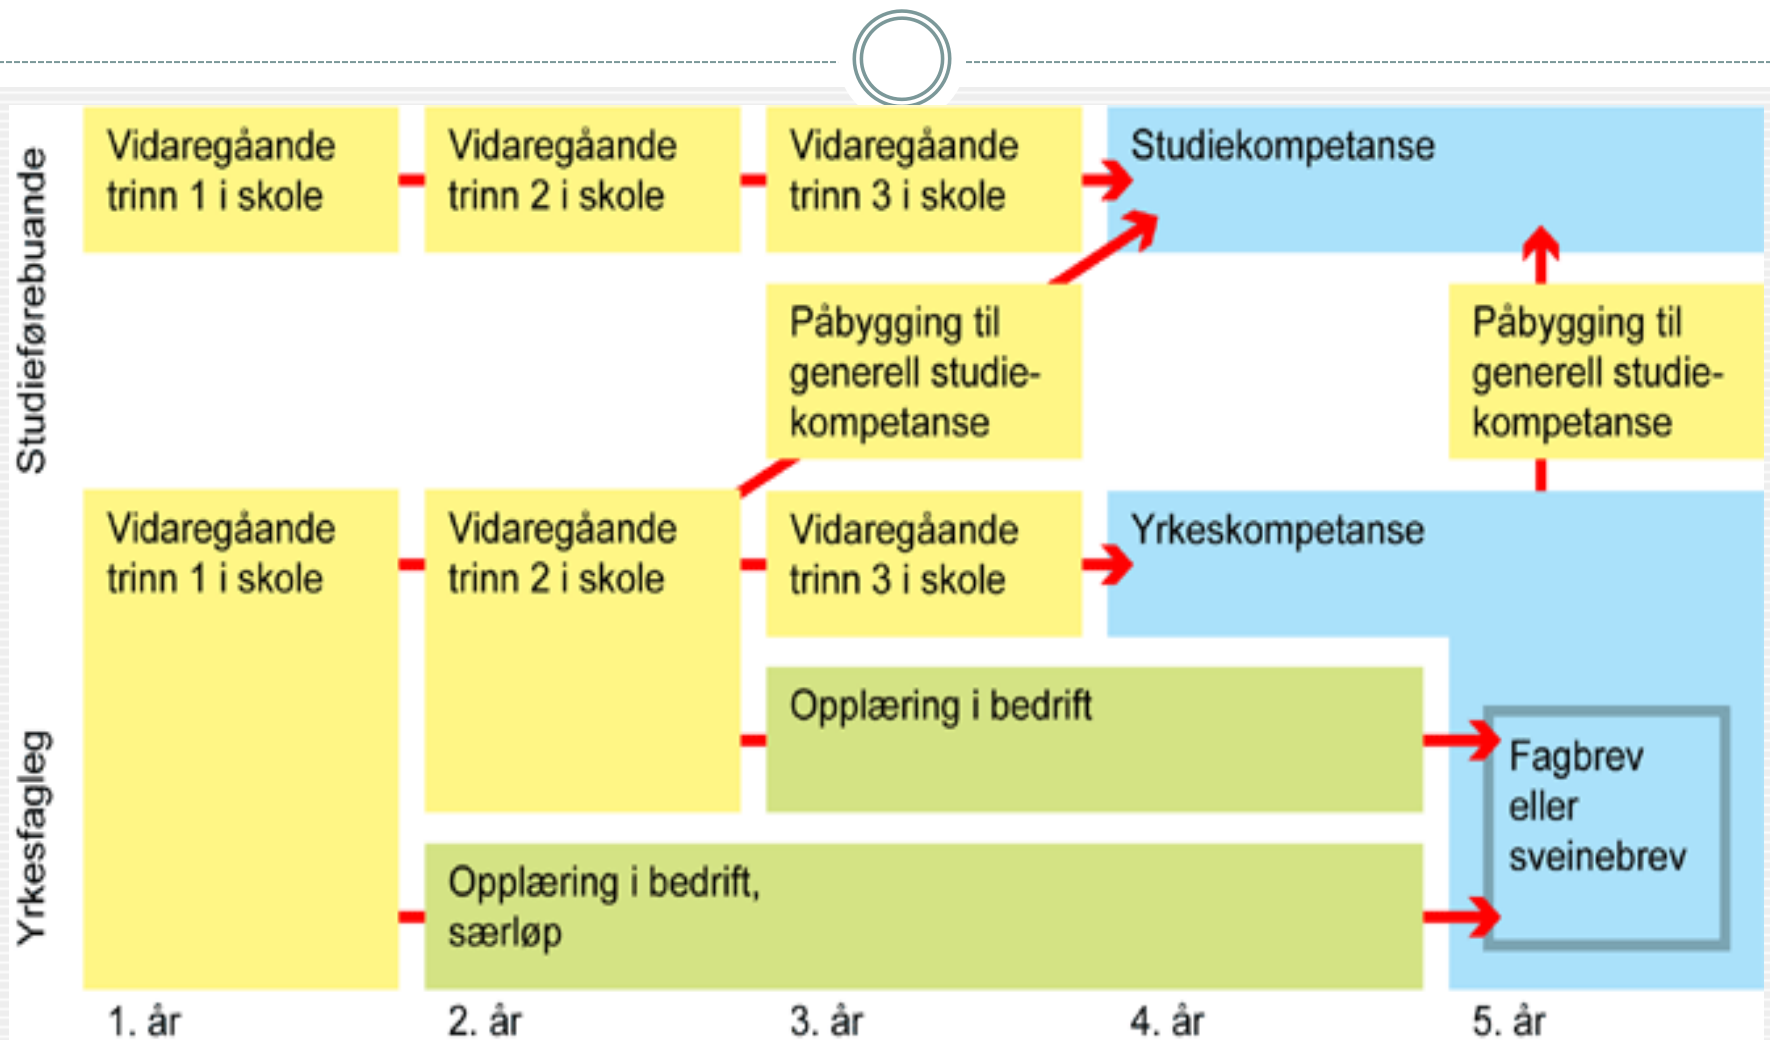 Studieførebuande
Vidaregåande
trinn 1 i skole
Vidaregåande
trinn 2 i skole
Vidaregåande
trinn 3 i skole
Studiekompetanse
Påbygging til
generell studie-
kompetanse
Påbygging til
generell studie-
kompetanse
Yrkesfagleg
Vidaregåande
trinn 1 i skole
Vidaregåande
trinn 2 i skole
Vidaregåande
trinn 3 i skole
Yrkeskompetanse
Opplæring i bedrift
Fagbrev
eller
sveinebrev
Opplæring i bedrift,
særløp
1. år
2. år
3. år
4. år
5. år